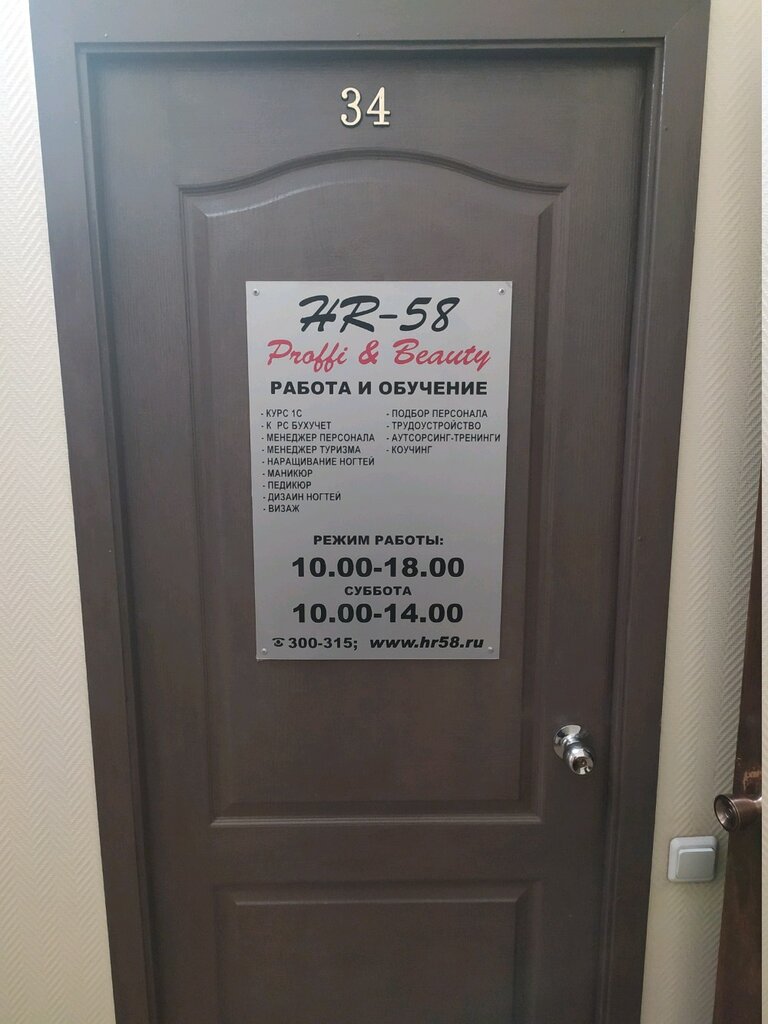 34
HR-58
Proffi & Beauty
РАБОТА И ОБУЧЕНИЕ
- КУРС 1С
- К РС БУХУЧЕТ
- МЕНЕДЖЕР ПЕРСОНАЛА
- МЕНЕДЖЕР ТУРИЗМА
- НАРАЩИВАНИЕ НОГТЕЙ
- МАНИКЮР
- ПЕДИКЮР
- ДИЗАЙН НОГТЕЙ
- ВИЗАЖ
- ПОДБОР ПЕРСОНАЛА
- ТРУДОУСТРОЙСТВО
- АУТСОРСИНГ-ТРЕНИНГИ
- КОУЧИНГ
РЕЖИМ РАБОТЫ:
10.00-18.00
СУББОТА
10.00-14.00
☎300-315; www.hr58.ru